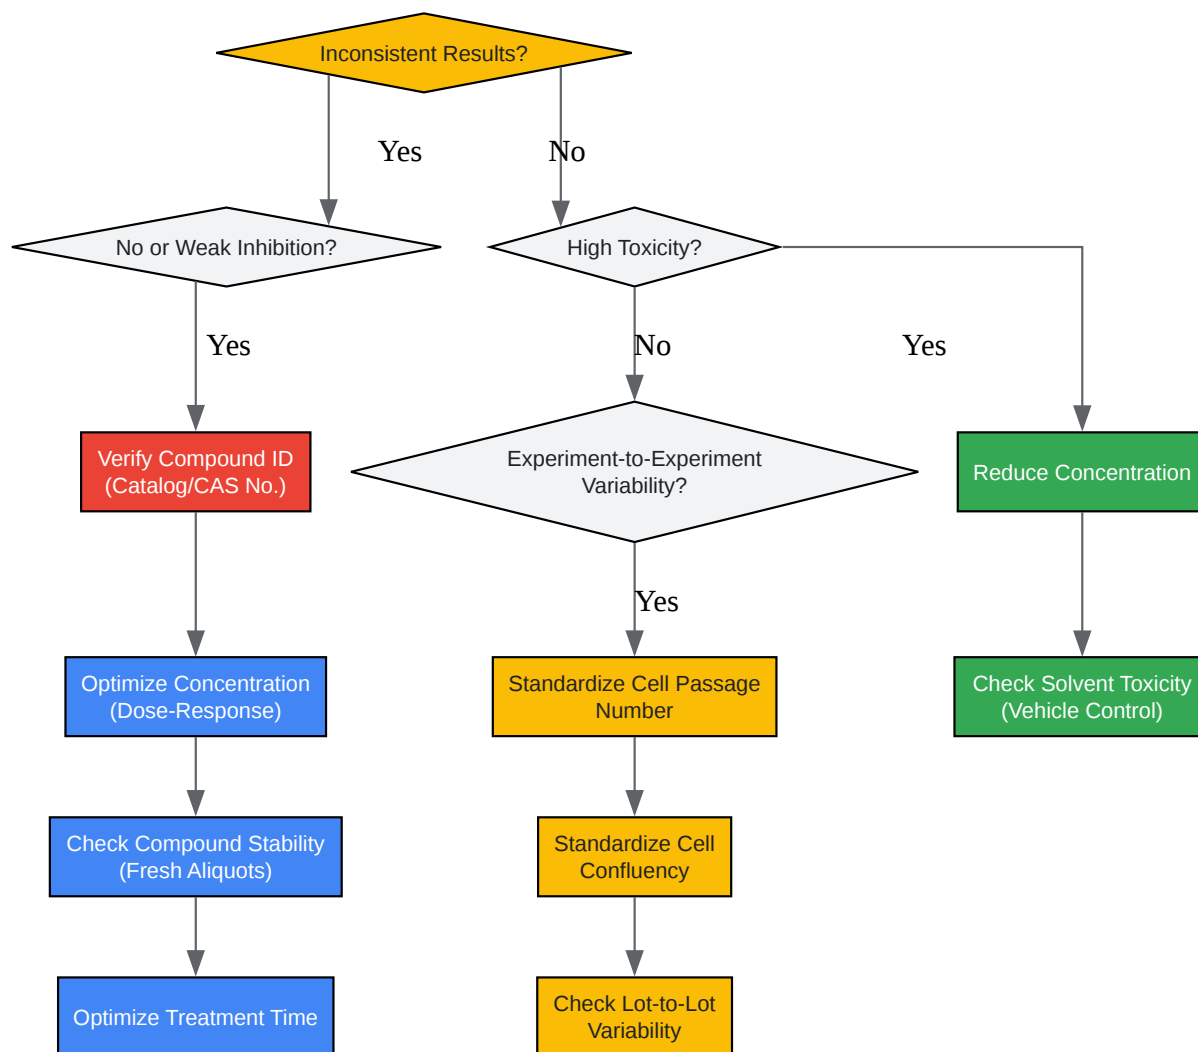 Inconsistent Results?
Yes
No
No or Weak Inhibition?
High Toxicity?
Yes
No
Yes
Verify Compound ID
(Catalog/CAS No.)
Experiment-to-Experiment
Variability?
Reduce Concentration
Yes
Optimize Concentration
(Dose-Response)
Standardize Cell Passage
Number
Check Solvent Toxicity
(Vehicle Control)
Check Compound Stability
(Fresh Aliquots)
Standardize Cell
Confluency
Optimize Treatment Time
Check Lot-to-Lot
Variability